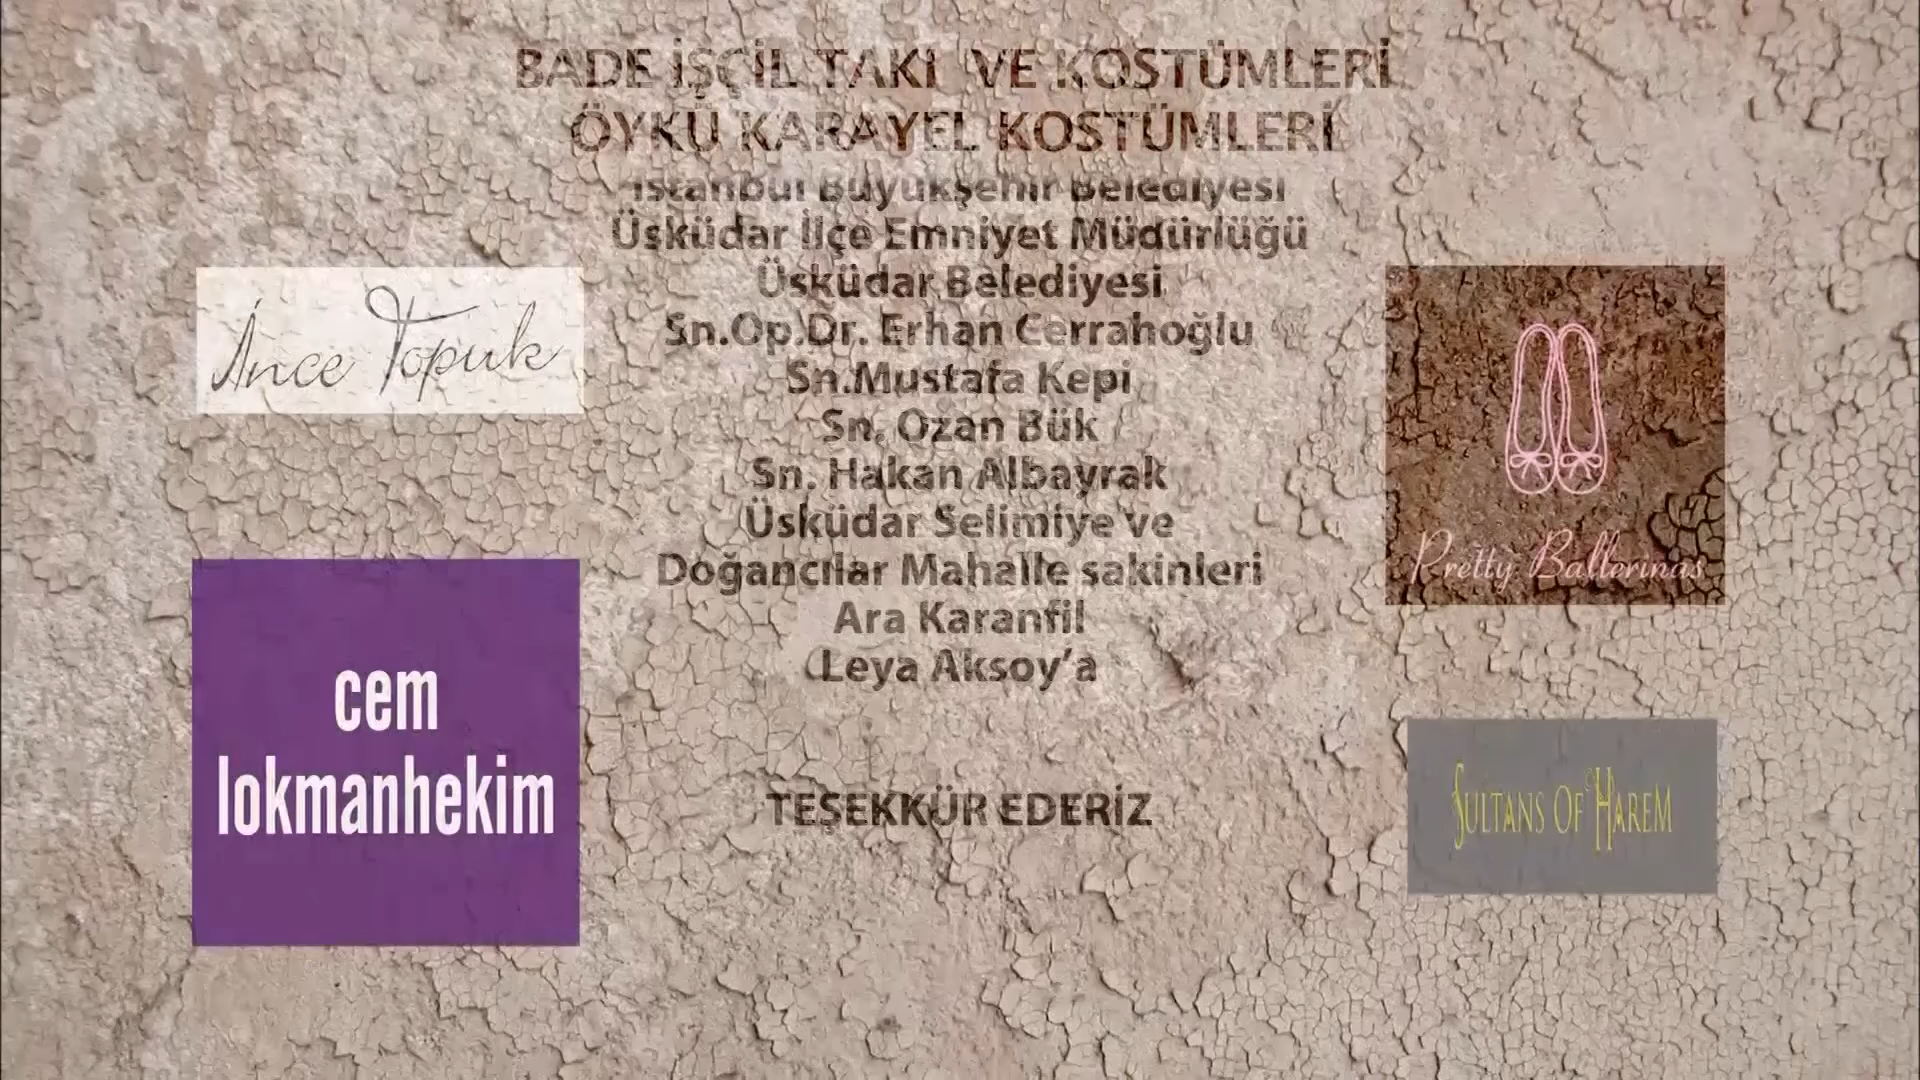 BADE İŞÇİL TAKI VE KOSTÜMLERİ
ÖYKÜ KARAYEL KOSTÜMLERİ
İstanbul Büyükşehir Belediyesi
Üsküdar İlçe Emniyet Müdürlüğü
Üsküdar Belediyesi
Sn.Op.Dr. Erhan Cerrahoğlu
Sn.Mustafa Kepi
Sn. Ozan Bük
Sn. Hakan Albayrak
Üsküdar Selimiye ve
Doğancılar Mahalle sakinleri
Ara Karanfil
Leya Aksoy’a
TEŞEKKÜR EDERİZ
İnce Topuk
cem
lokmanhekim
Pretty Ballerinas
SULTANS OF HAREM